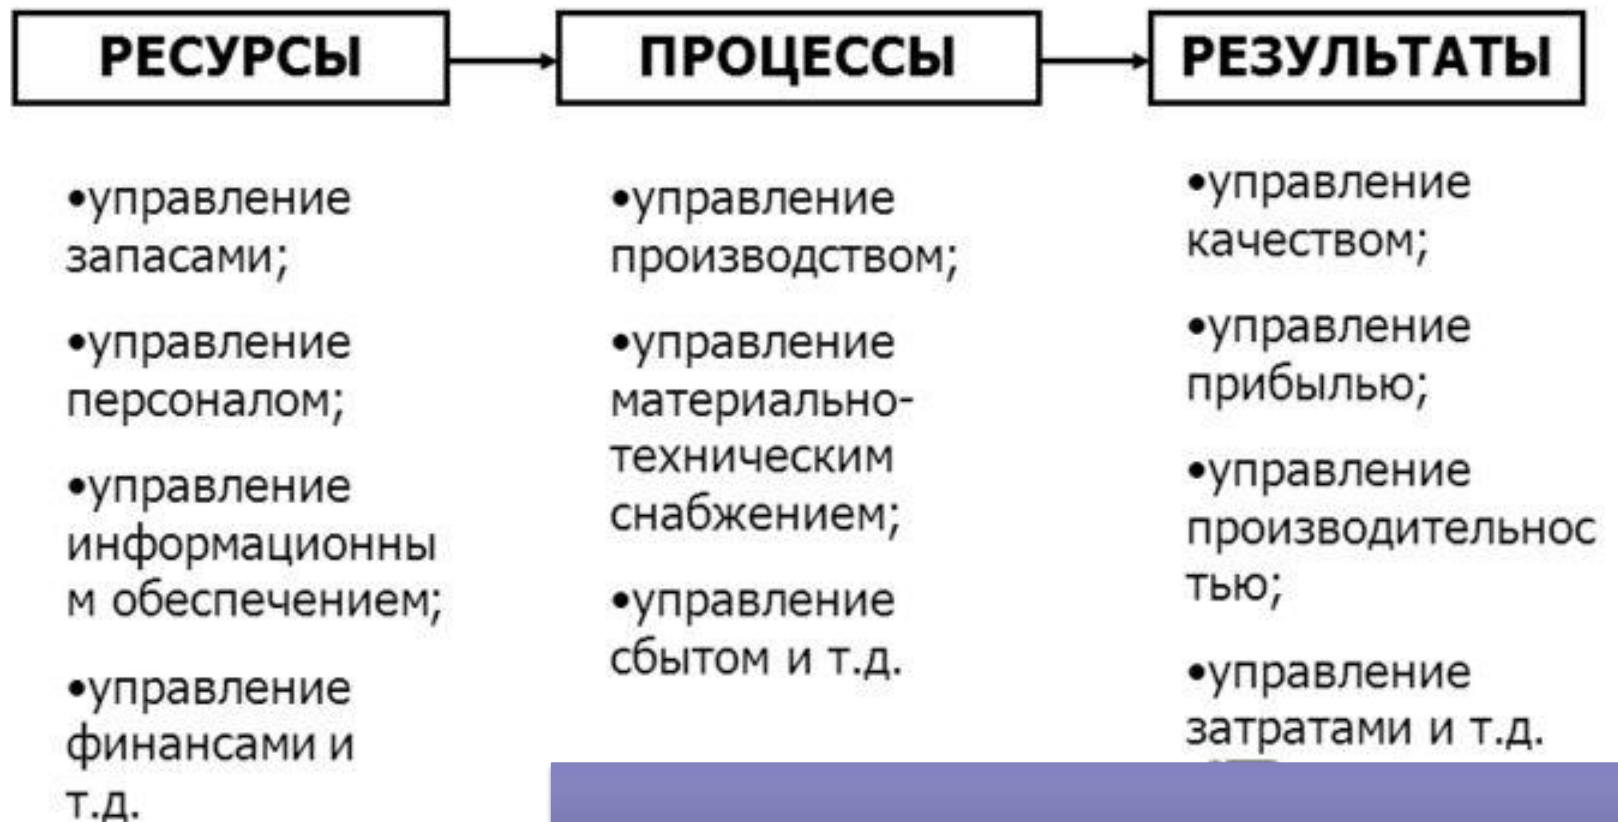 РЕСУРСЫ
ПРОЦЕССЫ
РЕЗУЛЬТАТЫ
•управление
запасами;
•управление
персоналом;
•управление
информационны
м обеспечением;
•управление
финансами и
т.д.
•управление
производством;
•управление
материально-
техническим
снабжением;
•управление
сбытом и т.д.
•управление
качеством;
•управление
прибылью;
•управление
производительнос
тью;
•управление
затратами и т.д.